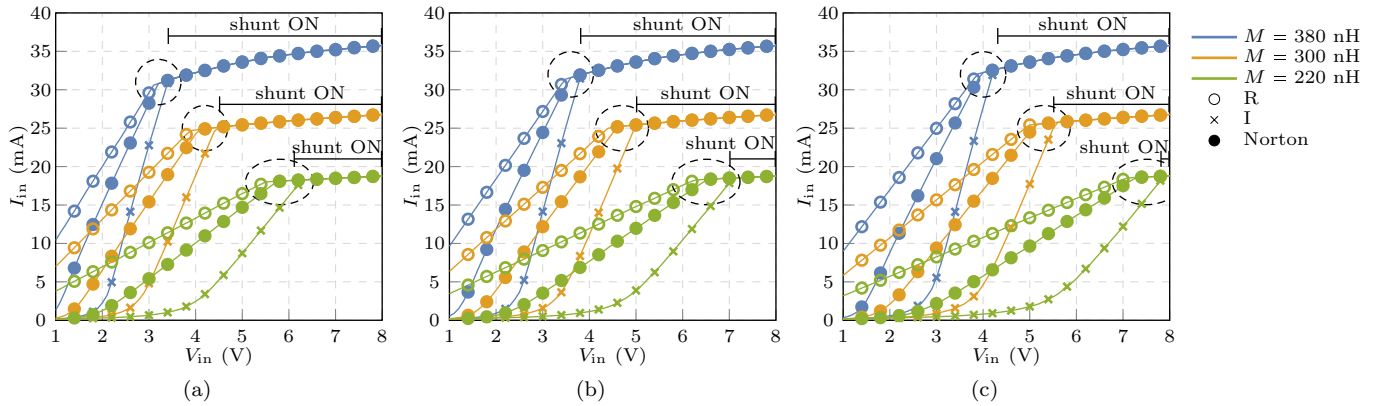 40
35
30
25
20
15
10
5
0
I_in (mA)
shunt ON
shunt ON
shunt ON
1 2 3 4 5 6 7 8
V_in (V)
(a)
40
35
30
25
20
15
10
5
0
I_in (mA)
shunt ON
shunt ON
shunt ON
1 2 3 4 5 6 7 8
V_in (V)
(b)
40
35
30
25
20
15
10
5
0
I_in (mA)
shunt ON
shunt ON
shunt ON
1 2 3 4 5 6 7 8
V_in (V)
(c)
M = 380 nH
M = 300 nH
M = 220 nH
R
I
Norton